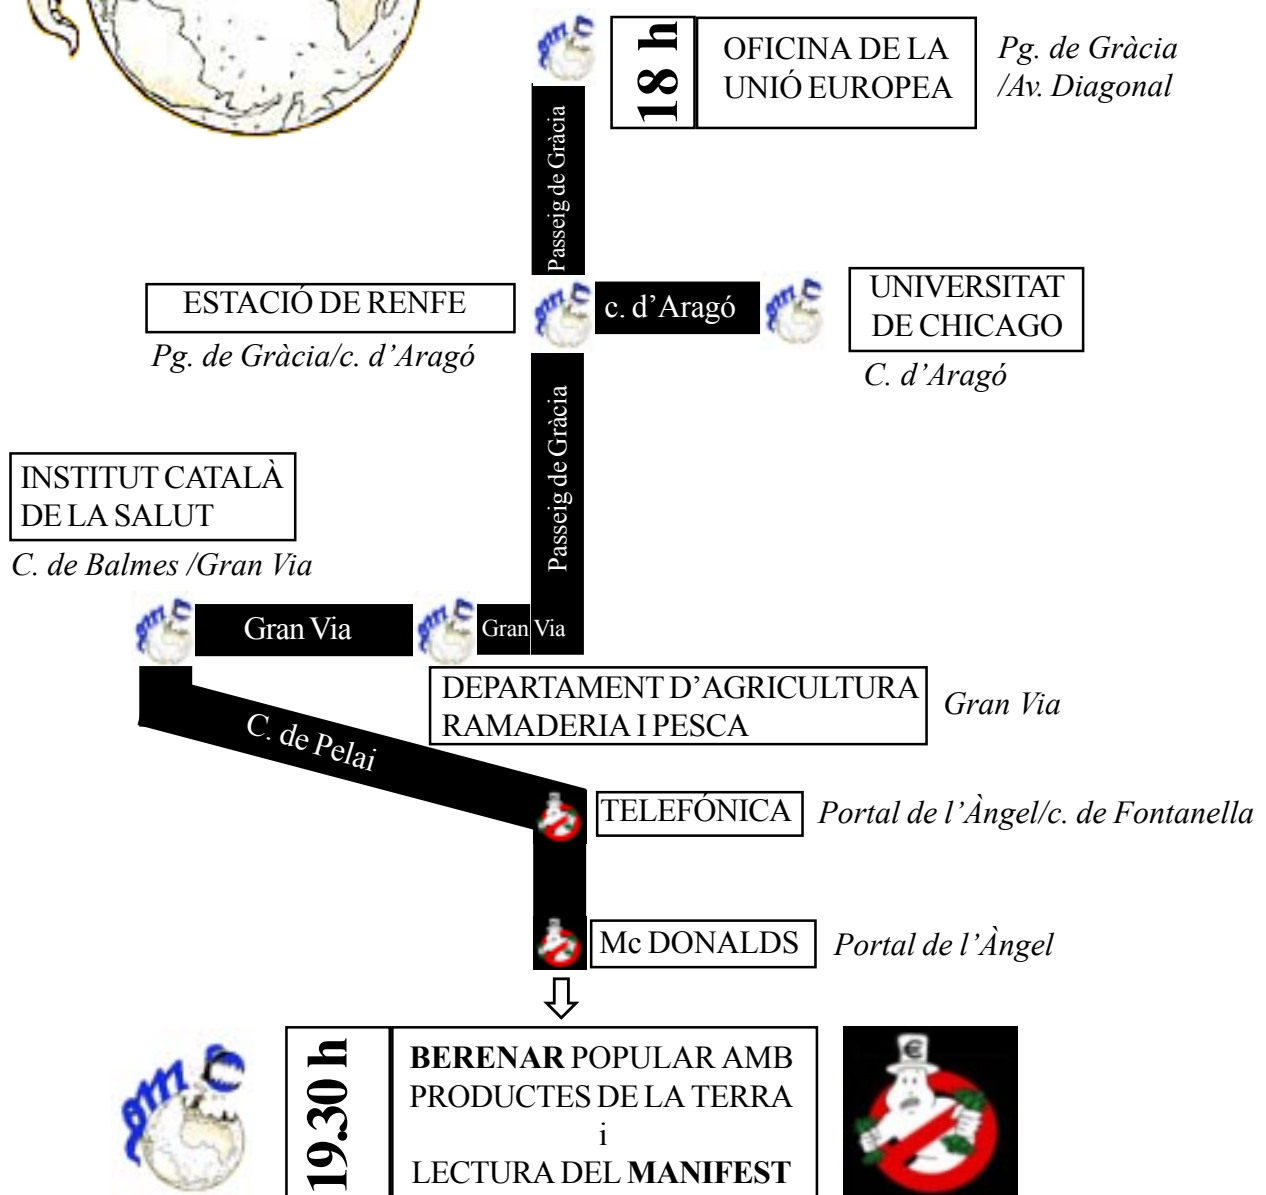 18 h
OFICINA DE LA
UNIÓ EUROPEA
Pg. de Gràcia
/Av. Diagonal
Passeig de Gràcia
ESTACIÓ DE RENFE
Pg. de Gràcia/c. d’Aragó
c. d’Aragó
UNIVERSITAT
DE CHICAGO
C. d’Aragó
Passeig de Gràcia
INSTITUT CATALÀ
DE LA SALUT
C. de Balmes /Gran Via
Gran Via
Gran Via
DEPARTAMENT D’AGRICULTURA
RAMADERIA I PESCA
Gran Via
C. de Pelai
TELEFÓNICA
Portal de l’Àngel/c. de Fontanella
Mc DONALDS
Portal de l’Àngel
19.30 h
BERENAR POPULAR AMB
PRODUCTES DE LA TERRA
i
LECTURA DEL MANIFEST
€